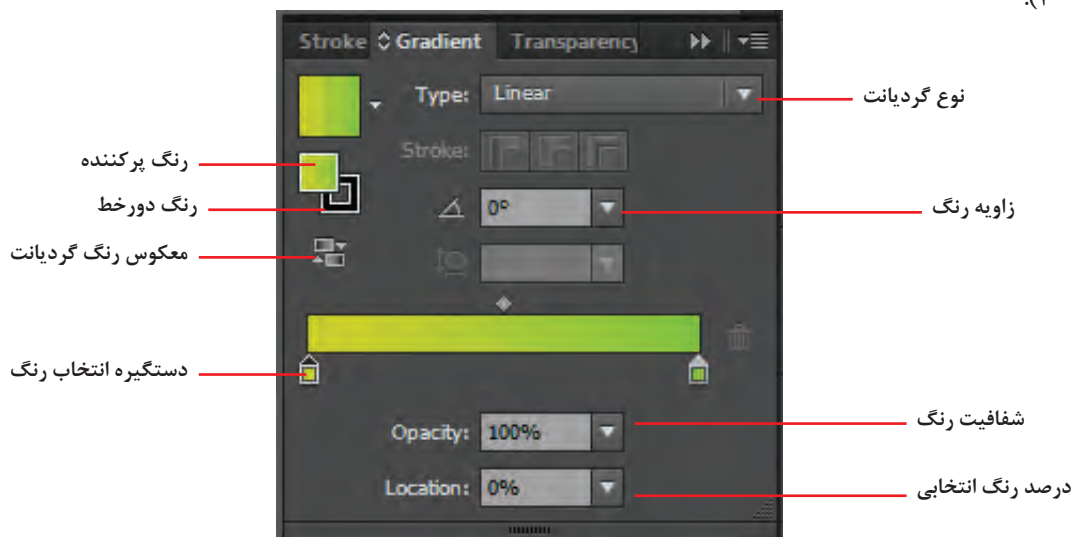 ۲).
Stroke Gradient Transparency
Type: Linear
نوع گردیانت
Stroke:
رنگ پرکننده
رنگ دورخط
0°
زاویه رنگ
معکوس رنگ گردیانت
دستگیره انتخاب رنگ
Opacity: 100%
شفافیت رنگ
Location: 0%
درصد رنگ انتخابی